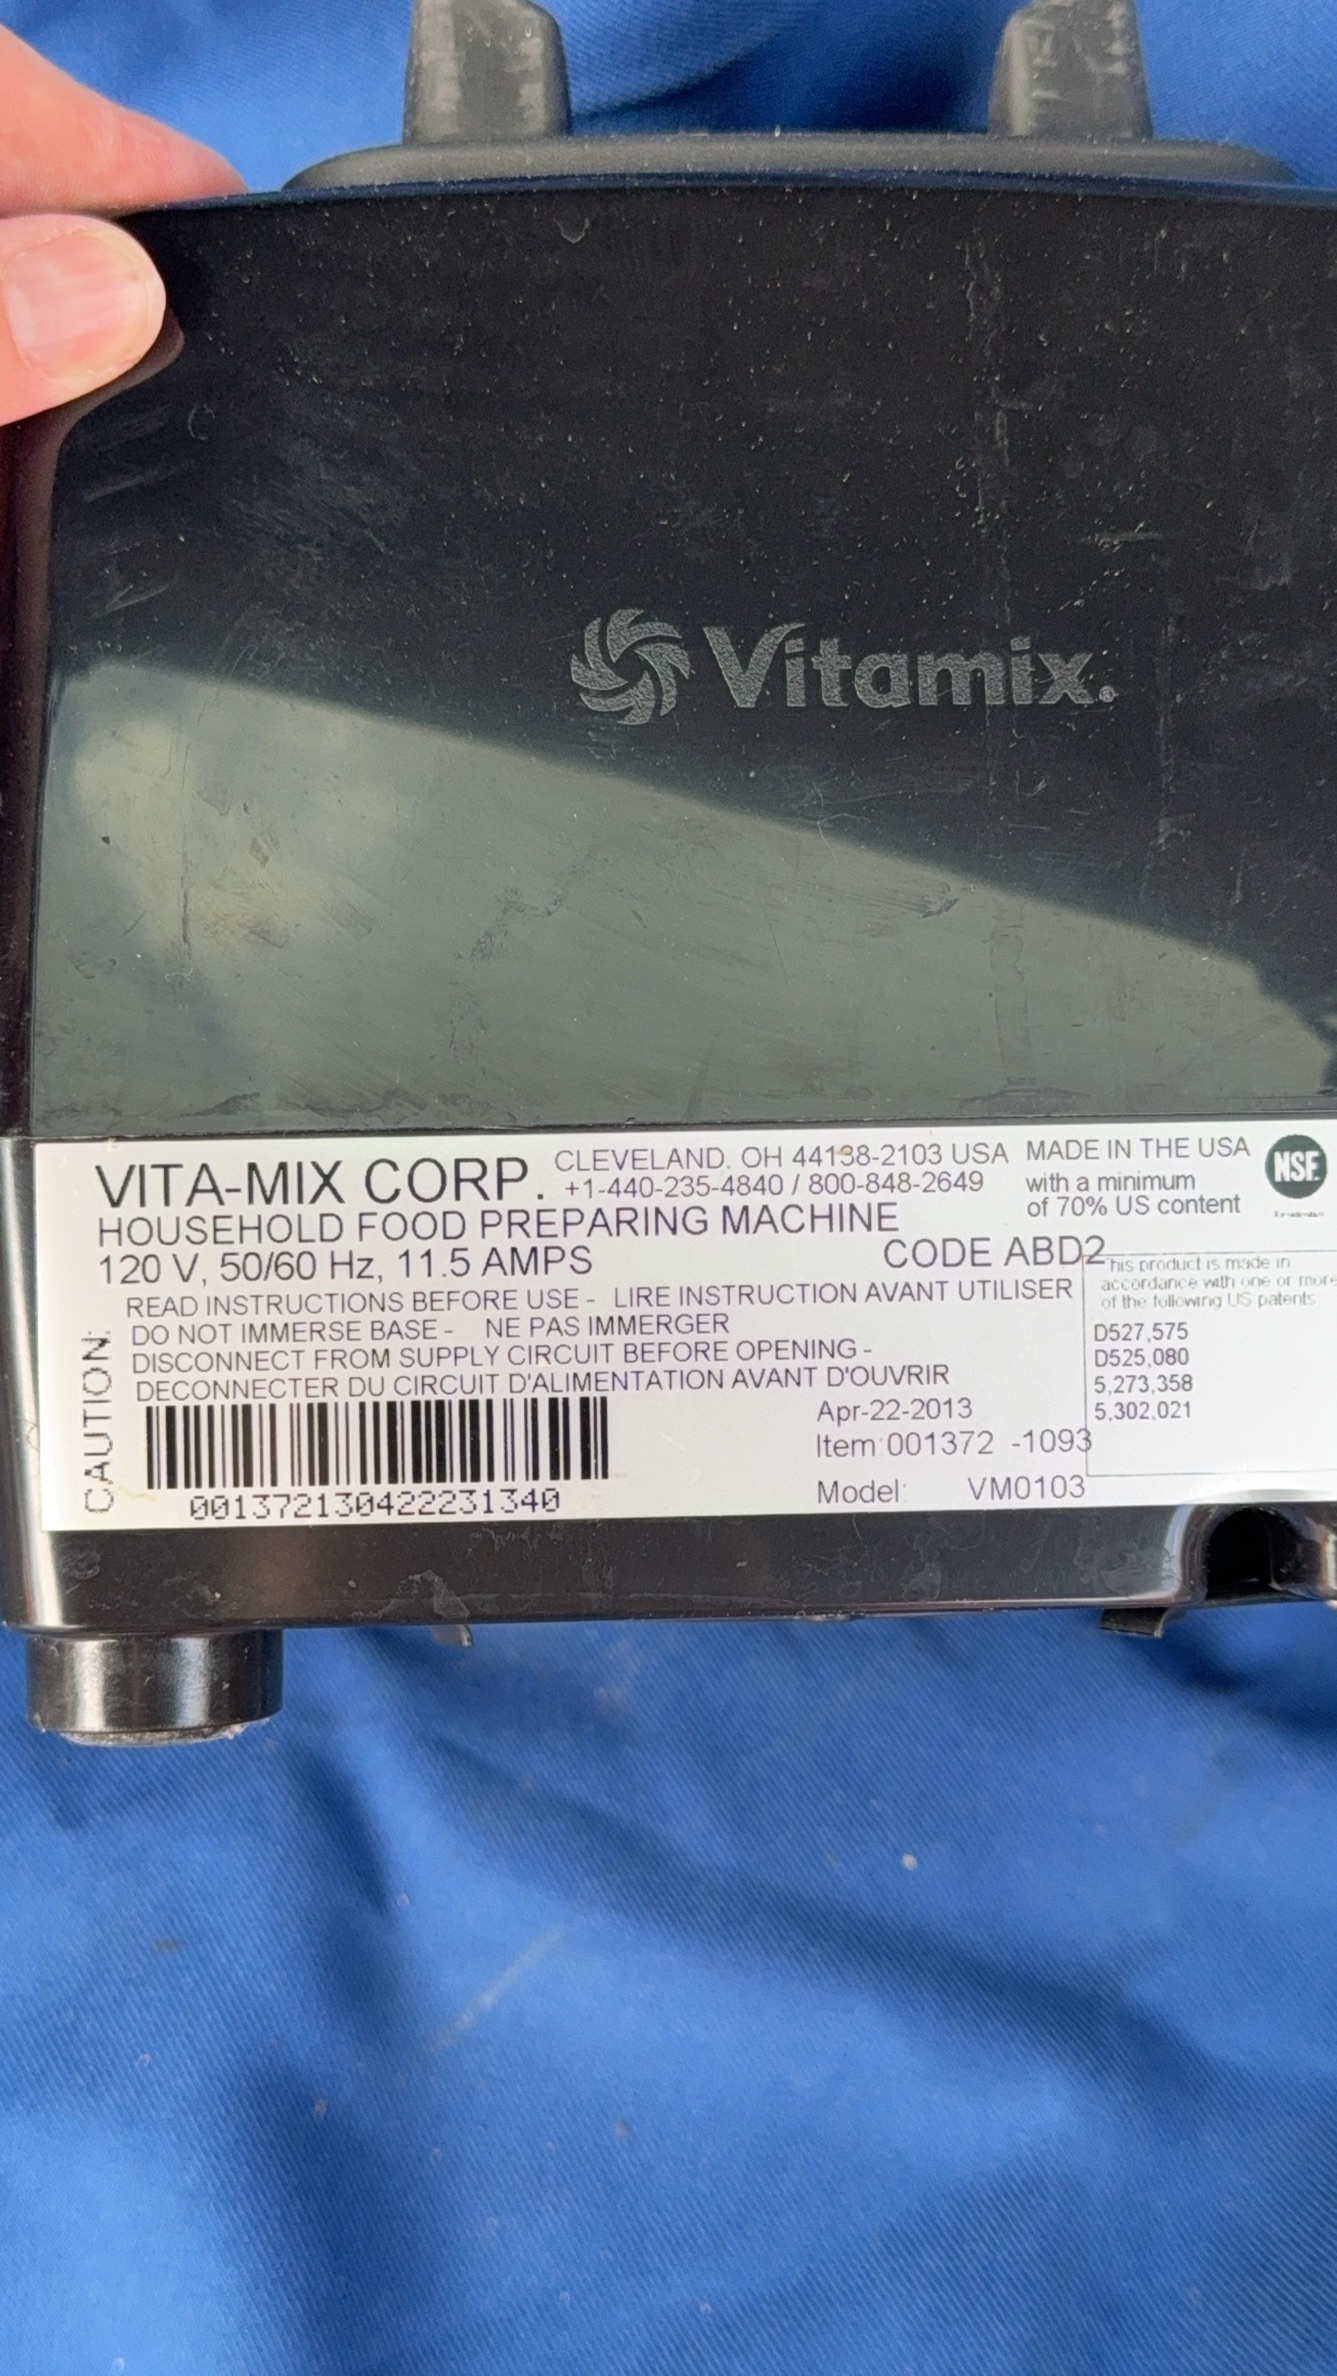 Vitamix.
VITA-MIX CORP.
CLEVELAND, OH 44138-2103 USA
+1-440-235-4840 / 800-848-2649
MADE IN THE USA
with a minimum
of 70% US content
NSF
HOUSEHOLD FOOD PREPARING MACHINE
120 V, 50/60 Hz, 11.5 AMPS
CODE ABD2
CAUTION:
READ INSTRUCTIONS BEFORE USE - LIRE INSTRUCTION AVANT UTILISER
DO NOT IMMERSE BASE - NE PAS IMMERGER
DISCONNECT FROM SUPPLY CIRCUIT BEFORE OPENING -
DECONNECTER DU CIRCUIT D'ALIMENTATION AVANT D'OUVRIR
001372130422231340
Apr-22-2013
Item 001372 -1093
Model: VM0103
This product is made in
accordance with one or more
of the following US patents
D527,575
D525,080
5,273,358
5,302,021